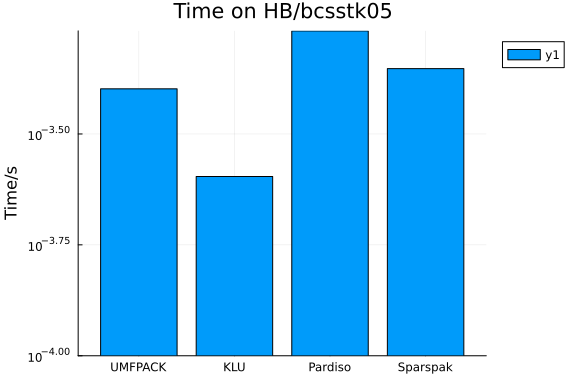 Time on HB/bcsstk05
y1
Time/s
10^−3.50
10^−3.75
10^−4.00
UMFPACK KLU Pardiso Sparspak